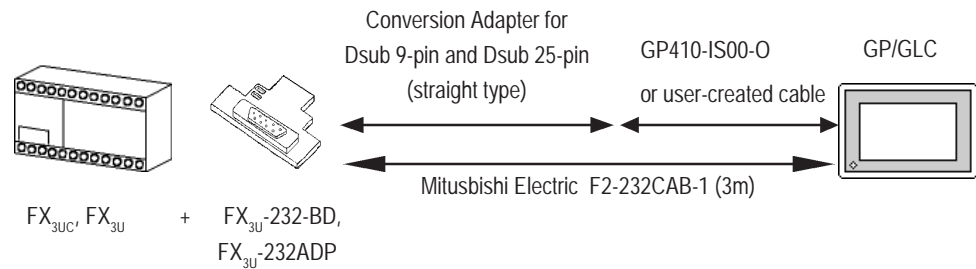 Conversion Adapter for
Dsub 9-pin and Dsub 25-pin
(straight type)
GP410-IS00-O
or user-created cable
GP/GLC
Mitusbishi Electric F2-232CAB-1 (3m)
FX3UC, FX3U + FX3U-232-BD,
FX3U-232ADP